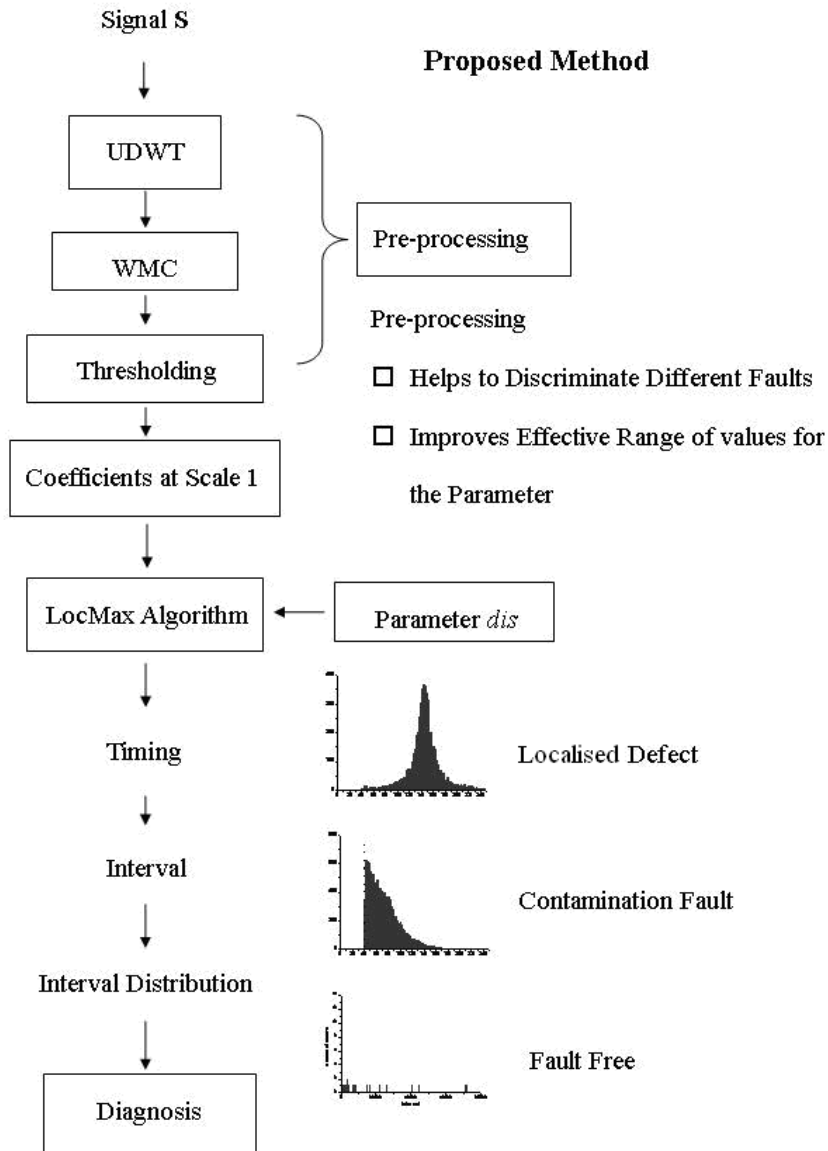 Signal S
Proposed Method
UDWT
WMC
Thresholding
Coefficients at Scale 1
Pre-processing
Pre-processing
Helps to Discriminate Different Faults
Improves Effective Range of values for
the Parameter
LocMax Algorithm
Parameter dis
Timing
Localised Defect
Interval
Contamination Fault
Interval Distribution
Fault Free
Diagnosis